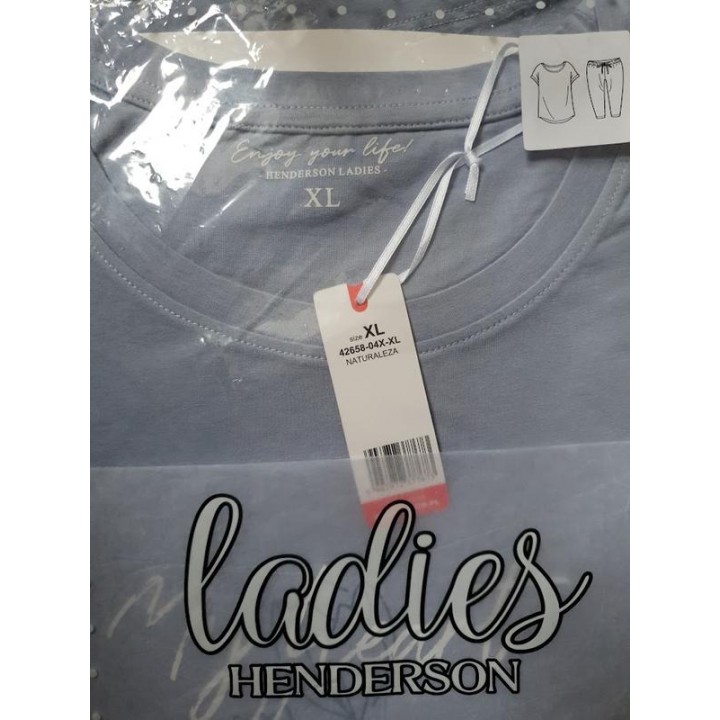 Enjoy your life!
-HENDERSON LADIES-
XL
size XL
42658-04X-XL
NATURALEZA
ladies
HENDERSON